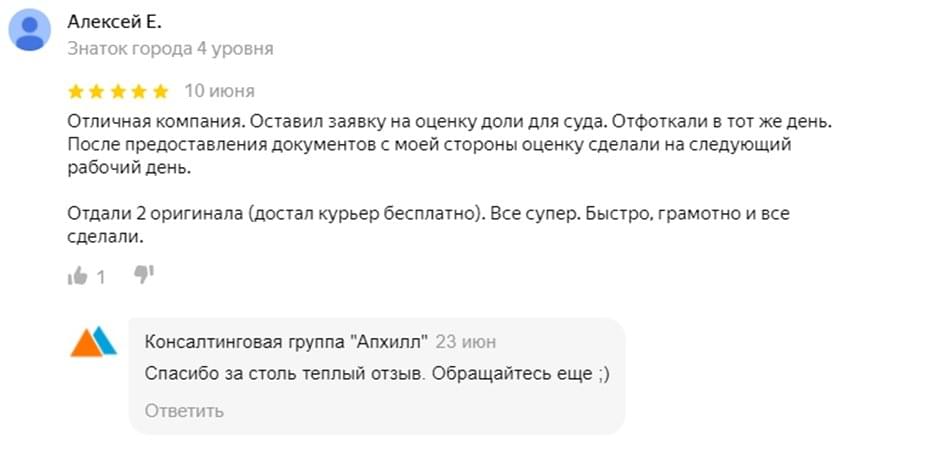 Алексей Е.
Знаток города 4 уровня
10 июня
Отличная компания. Оставил заявку на оценку доли для суда. Отфоткали в тот же день.
После предоставления документов с моей стороны оценку сделали на следующий
рабочий день.
Отдали 2 оригинала (достал курьер бесплатно). Все супер. Быстро, грамотно и все
сделали.
1
Консалтинговая группа "Апхилл" 23 июн
Спасибо за столь теплый отзыв. Обращайтесь еще ;)
Ответить